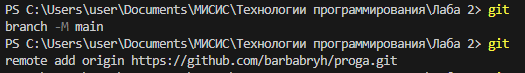 PS C:\Users\user\Documents\МИСИС\Технологии программирования\Лаба 2> git
branch -M main
PS C:\Users\user\Documents\МИСИС\Технологии программирования\Лаба 2> git
remote add origin https://github.com/barbabryh/proga.git